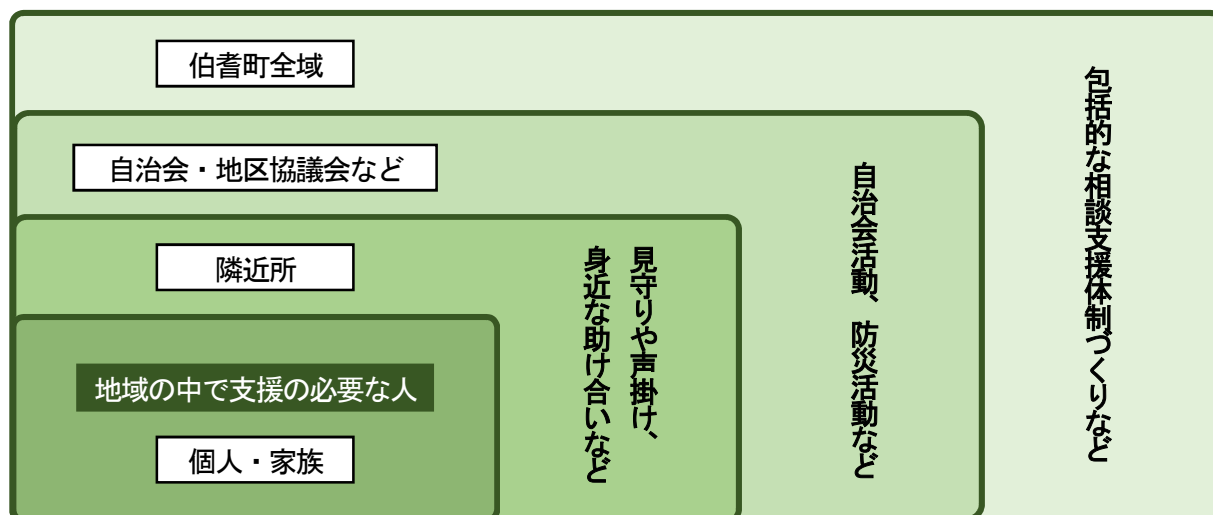 伯耆町全域
包括的な相談支援体制づくりなど
自治会・地区協議会など
自治会活動、防災活動など
隣近所
見守りや声掛け、
身近な助け合いなど
地域の中で支援の必要な人
個人・家族